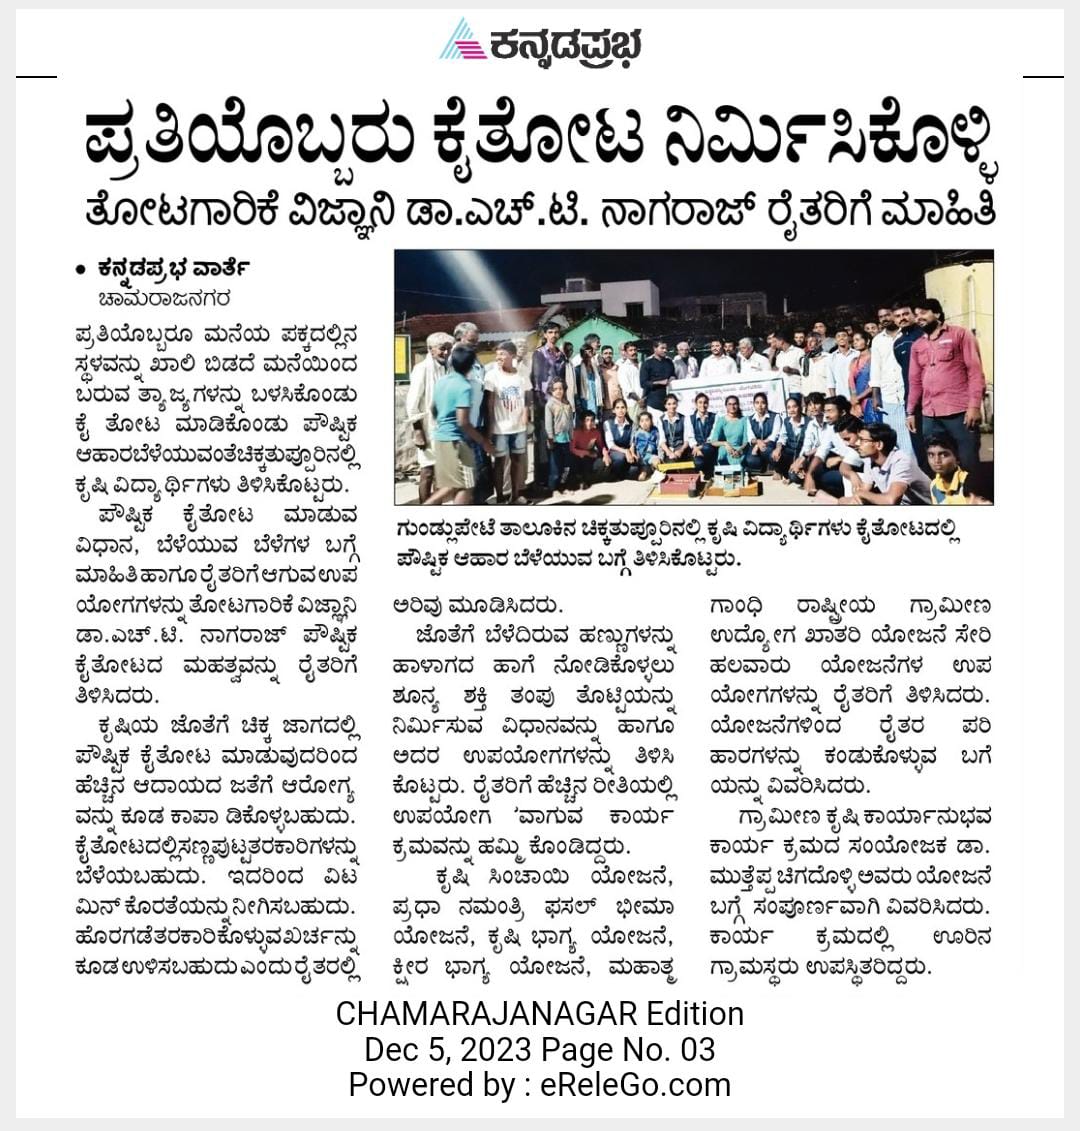 ಕನ್ನಡಪ್ರಭ
ಪ್ರತಿಯೊಬ್ಬರು ಕೈತೋಟ ನಿರ್ಮಿಸಿಕೊಳ್ಳಿ
ತೋಟಗಾರಿಕೆ ವಿಜ್ಞಾನಿ ಡಾ.ಎಚ್.ಟಿ. ನಾಗರಾಜ್ ರೈತರಿಗೆ ಮಾಹಿತಿ
• ಕನ್ನಡಪ್ರಭ ವಾರ್ತೆ
ಚಾಮರಾಜನಗರ
ಪ್ರತಿಯೊಬ್ಬರೂ ಮನೆಯ ಪಕ್ಕದಲ್ಲಿನ
ಸ್ಥಳವನ್ನು ಖಾಲಿ ಬಿಡದೆ ಮನೆಯಿಂದ
ಬರುವ ತ್ಯಾಜ್ಯಗಳನ್ನು ಬಳಸಿಕೊಂಡು
ಕೈ ತೋಟ ಮಾಡಿಕೊಂಡು ಪೌಷ್ಟಿಕ
ಆಹಾರಬೆಳೆಯುವಂತೆಚಿಕ್ಕತುಪ್ಪೂರಿನಲ್ಲಿ
ಕೃಷಿ ವಿದ್ಯಾರ್ಥಿಗಳು ತಿಳಿಸಿಕೊಟ್ಟರು.
ಪೌಷ್ಟಿಕ ಕೈತೋಟ ಮಾಡುವ
ವಿಧಾನ, ಬೆಳೆಯುವ ಬೆಳೆಗಳ ಬಗ್ಗೆ
ಮಾಹಿತಿ ಹಾಗೂ ರೈತರಿಗೆ ಆಗುವ ಉಪ
ಯೋಗಗಳನ್ನು ತೋಟಗಾರಿಕೆ ವಿಜ್ಞಾನಿ
ಡಾ.ಎಚ್.ಟಿ. ನಾಗರಾಜ್ ಪೌಷ್ಟಿಕ
ಕೈತೋಟದ ಮಹತ್ವವನ್ನು ರೈತರಿಗೆ
ತಿಳಿಸಿದರು.
ಕೃಷಿಯ ಜೊತೆಗೆ ಚಿಕ್ಕ ಜಾಗದಲ್ಲಿ
ಪೌಷ್ಟಿಕ ಕೈತೋಟ ಮಾಡುವುದರಿಂದ
ಹೆಚ್ಚಿನ ಆದಾಯದ ಜತೆಗೆ ಆರೋಗ್ಯ
ವನ್ನು ಕೂಡ ಕಾಪಾ ಡಿಕೊಳ್ಳಬಹುದು.
ಕೈತೋಟದಲ್ಲಿಸಣ್ಣಪುಟ್ಟತರಕಾರಿಗಳನ್ನು
ಬೆಳೆಯಬಹುದು. ಇದರಿಂದ ವಿಟ
ಮಿನ್ ಕೊರತೆಯನ್ನು ನೀಗಿಸಬಹುದು.
ಹೊರಗಡೆತರಕಾರಿಕೊಳ್ಳುವಖರ್ಚನ್ನು
ಕೂಡ ಉಳಿಸಬಹುದು ಎಂದು ರೈತರಲ್ಲಿ
ಗುಂಡ್ಲುಪೇಟೆ ತಾಲೂಕಿನ ಚಿಕ್ಕತುಪ್ಪೂರಿನಲ್ಲಿ ಕೃಷಿ ವಿದ್ಯಾರ್ಥಿಗಳು ಕೈತೋಟದಲ್ಲಿ
ಪೌಷ್ಟಿಕ ಆಹಾರ ಬೆಳೆಯುವ ಬಗ್ಗೆ ತಿಳಿಸಿಕೊಟ್ಟರು.
ಅರಿವು ಮೂಡಿಸಿದರು.
ಜೊತೆಗೆ ಬೆಳೆದಿರುವ ಹಣ್ಣುಗಳನ್ನು
ಹಾಳಾಗದ ಹಾಗೆ ನೋಡಿಕೊಳ್ಳಲು
ಶೂನ್ಯ ಶಕ್ತಿ ತಂಪು ತೊಟ್ಟಿಯನ್ನು
ನಿರ್ಮಿಸುವ ವಿಧಾನವನ್ನು ಹಾಗೂ
ಅದರ ಉಪಯೋಗಗಳನ್ನು ತಿಳಿಸಿ
ಕೊಟ್ಟರು. ರೈತರಿಗೆ ಹೆಚ್ಚಿನ ರೀತಿಯಲ್ಲಿ
ಉಪಯೋಗ 'ವಾಗುವ ಕಾರ್ಯ
ಕ್ರಮವನ್ನು ಹಮ್ಮಿ ಕೊಂಡಿದ್ದರು.
ಕೃಷಿ ಸಿಂಚಾಯಿ ಯೋಜನೆ,
ಪ್ರಧಾ ನಮಂತ್ರಿ ಫಸಲ್ ಭೀಮಾ
ಯೋಜನೆ, ಕೃಷಿ ಭಾಗ್ಯ ಯೋಜನೆ,
ಕ್ಷೀರ ಭಾಗ್ಯ ಯೋಜನೆ, ಮಹಾತ್ಮ
ಗಾಂಧಿ ರಾಷ್ಟ್ರೀಯ ಗ್ರಾಮೀಣ
ಉದ್ಯೋಗ ಖಾತರಿ ಯೋಜನೆ ಸೇರಿ
ಹಲವಾರು ಯೋಜನೆಗಳ ಉಪ
ಯೋಗಗಳನ್ನು ರೈತರಿಗೆ ತಿಳಿಸಿದರು.
ಯೋಜನೆಗಳಿಂದ ರೈತರ ಪರಿ
ಹಾರಗಳನ್ನು ಕಂಡುಕೊಳ್ಳುವ ಬಗೆ
ಯನ್ನು ವಿವರಿಸಿದರು.
ಗ್ರಾಮೀಣ ಕೃಷಿ ಕಾರ್ಯಾನುಭವ
ಕಾರ್ಯ ಕ್ರಮದ ಸಂಯೋಜಕ ಡಾ.
ಮುತ್ತೆಪ್ಪ ಚಿಗದೊಳ್ಳಿ ಅವರು ಯೋಜನೆ
ಬಗ್ಗೆ ಸಂಪೂರ್ಣವಾಗಿ ವಿವರಿಸಿದರು.
ಕಾರ್ಯ ಕ್ರಮದಲ್ಲಿ ಊರಿನ
ಗ್ರಾಮಸ್ಥರು ಉಪಸ್ಥಿತರಿದ್ದರು.
CHAMARAJANAGAR Edition
Dec 5, 2023 Page No. 03
Powered by : eReleGo.com